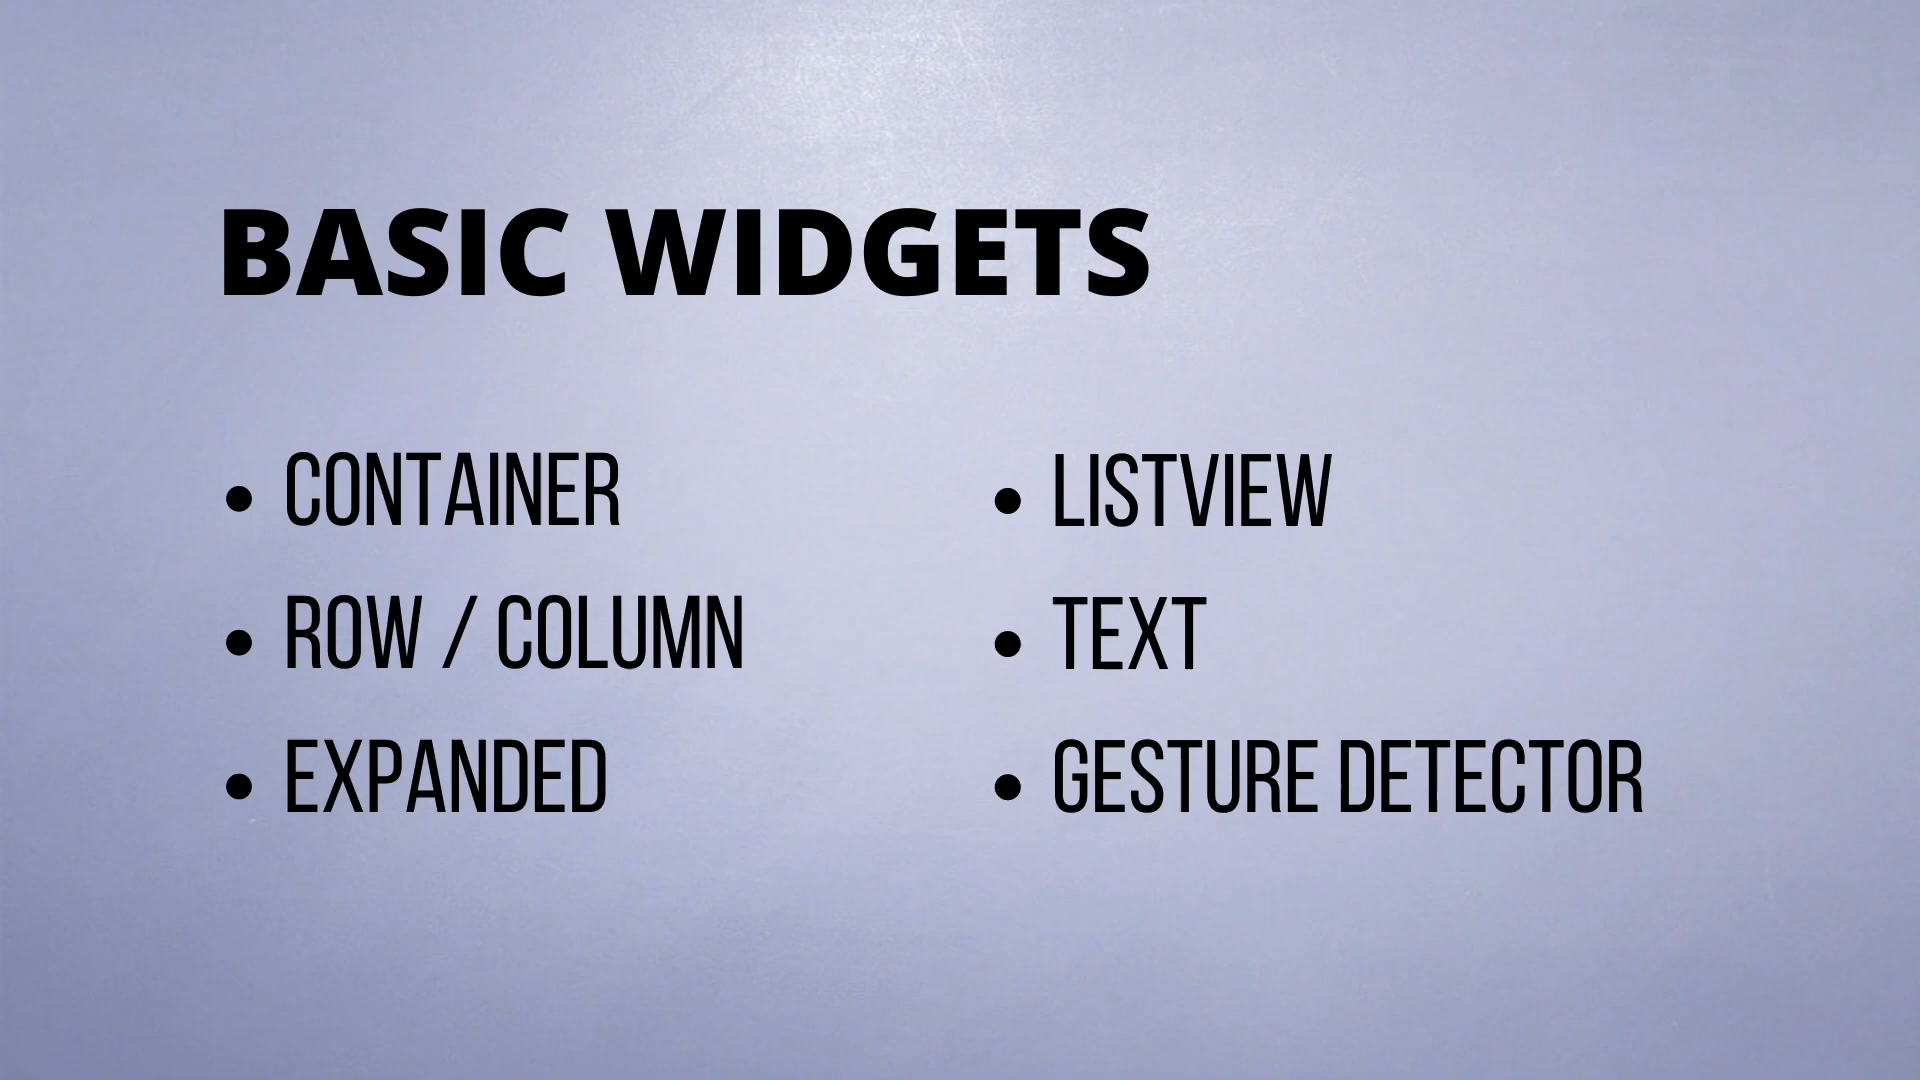 BASIC WIDGETS
• CONTAINER
• ROW / COLUMN
• EXPANDED
• LISTVIEW
• TEXT
• GESTURE DETECTOR